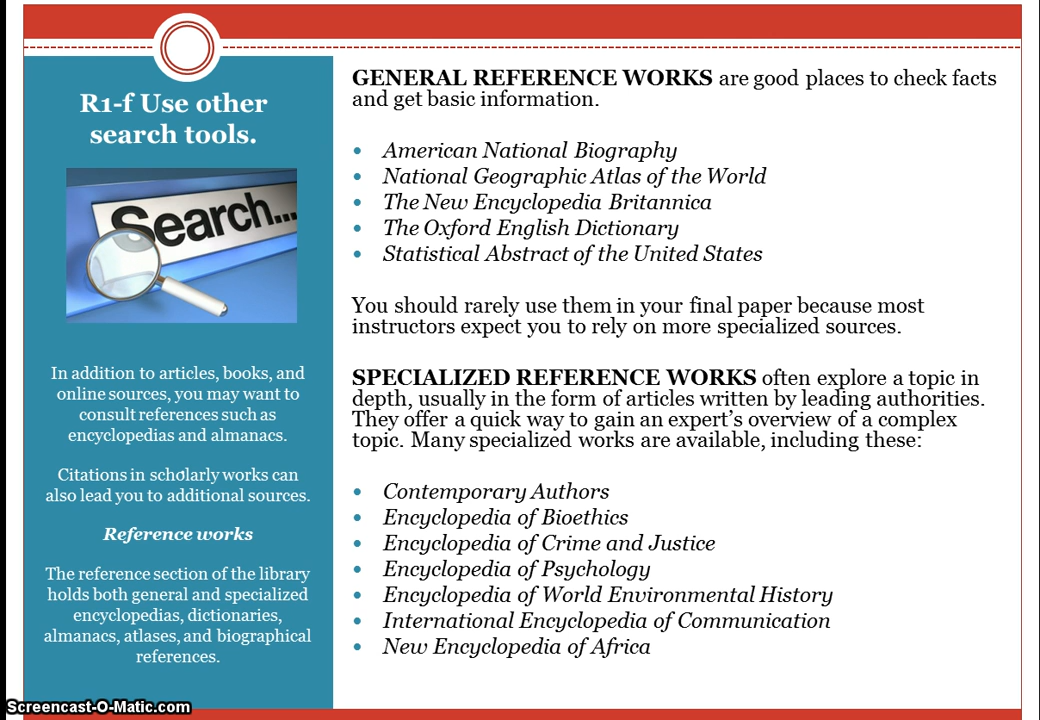 R1-f Use other
search tools.
Search...
In addition to articles, books, and
online sources, you may want to
consult references such as
encyclopedias and almanacs.
Citations in scholarly works can
also lead you to additional sources.
Reference works
The reference section of the library
holds both general and specialized
encyclopedias, dictionaries,
almanacs, atlases, and biographical
references.
GENERAL REFERENCE WORKS are good places to check facts
and get basic information.
• American National Biography
• National Geographic Atlas of the World
• The New Encyclopedia Britannica
• The Oxford English Dictionary
• Statistical Abstract of the United States
You should rarely use them in your final paper because most
instructors expect you to rely on more specialized sources.
SPECIALIZED REFERENCE WORKS often explore a topic in
depth, usually in the form of articles written by leading authorities.
They offer a quick way to gain an expert’s overview of a complex
topic. Many specialized works are available, including these:
• Contemporary Authors
• Encyclopedia of Bioethics
• Encyclopedia of Crime and Justice
• Encyclopedia of Psychology
• Encyclopedia of World Environmental History
• International Encyclopedia of Communication
• New Encyclopedia of Africa
Screencast-O-Matic.com